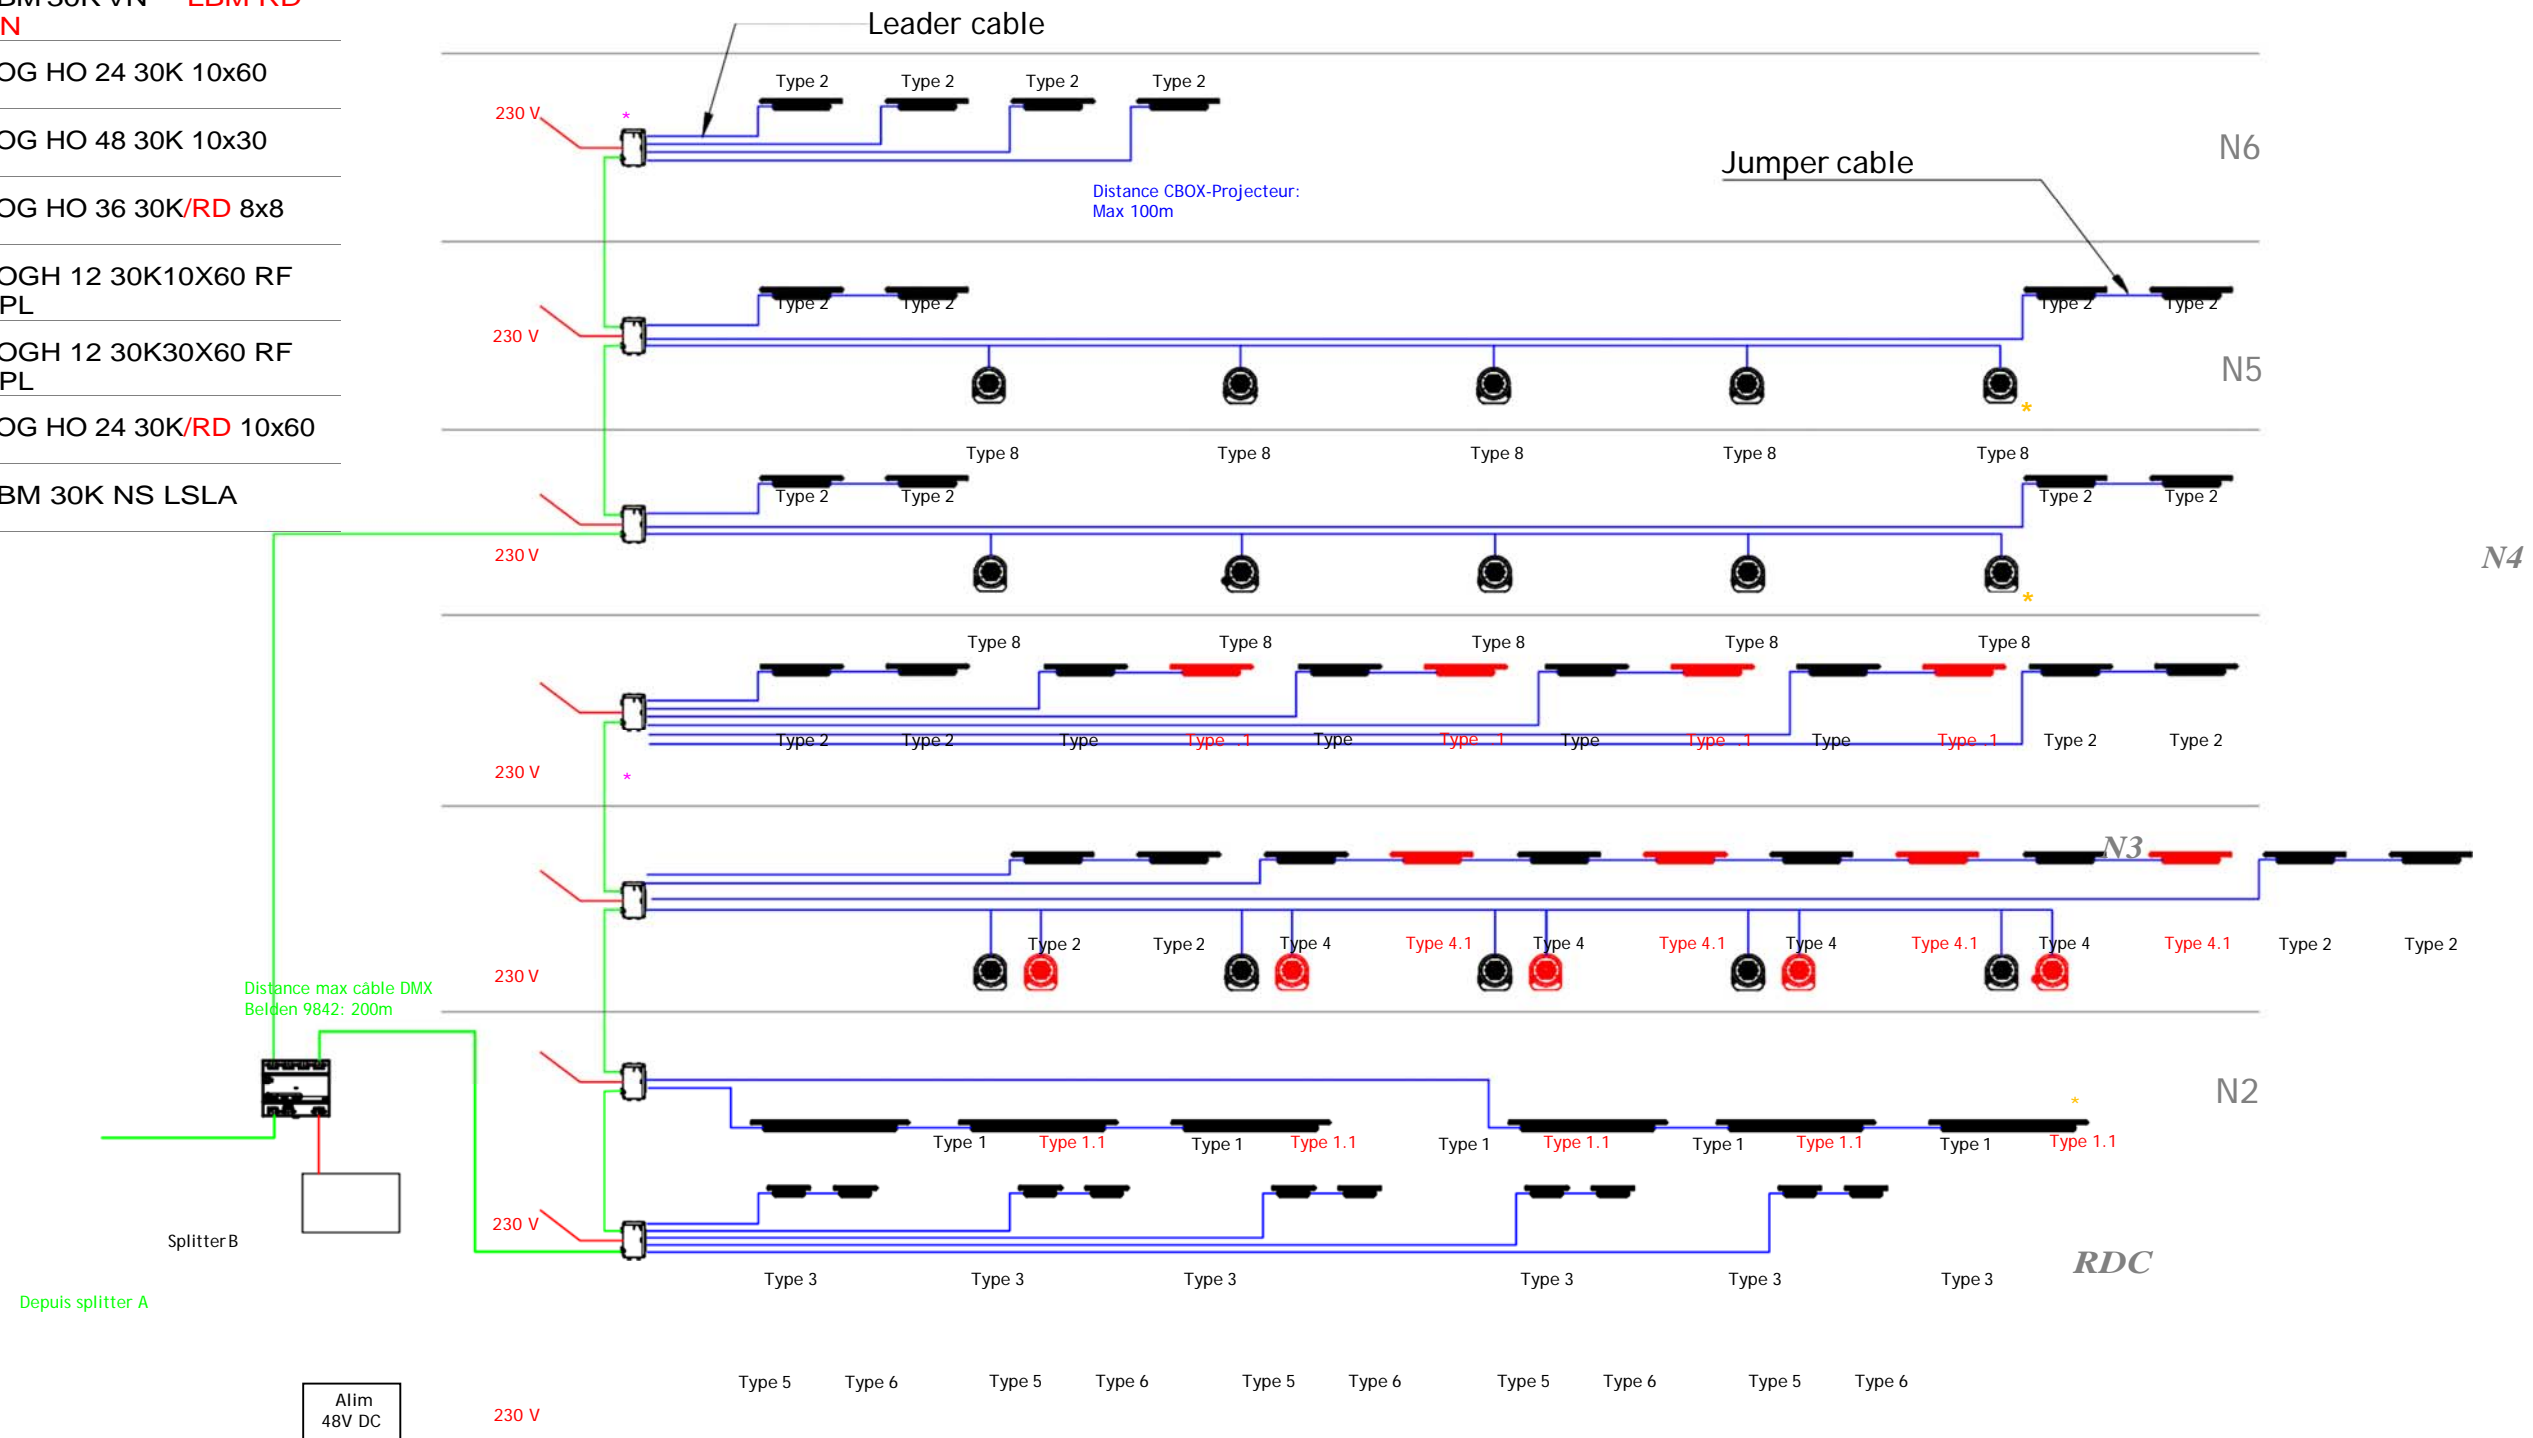 LBM RD
N
OG HO 24 30K 10x60
OG HO 48 30K 10x30
OG HO 36 30K/RD 8x8
OGH 12 30K10X60 RF
PL
OGH 12 30K30X60 RF
PL
OG HO 24 30K/RD 10x60
BM 30K NS LSLA
Leader cable
Type 2 Type 2 Type 2 Type 2
230 V *
N6
Jumper cable
Distance CBOX-Projecteur:
Max 100m
Type 2 Type 2 Type 2 Type 2
230 V
N5
*
Type 8 Type 8 Type 8 Type 8 Type 8
Type 2 Type 2 Type 2 Type 2
230 V
N4
*
Type 8 Type 8 Type 8 Type 8 Type 8
Type 2 Type 2 Type Type .1 Type Type .1 Type Type .1 Type Type .1 Type 2 Type 2
230 V *
N3
Type 2 Type 2 Type 4 Type 4.1 Type 4 Type 4.1 Type 4 Type 4.1 Type 4 Type 4.1 Type 2 Type 2
230 V
Distance max câble DMX
Belden 9842: 200m
N2
*
Type 1 Type 1.1 Type 1 Type 1.1 Type 1 Type 1.1 Type 1 Type 1.1 Type 1 Type 1.1
230 V
Splitter B
RDC
Type 3 Type 3 Type 3 Type 3 Type 3 Type 3
Depuis splitter A
Type 5 Type 6 Type 5 Type 6 Type 5 Type 6 Type 5 Type 6 Type 5 Type 6
Alim
48V DC
230 V